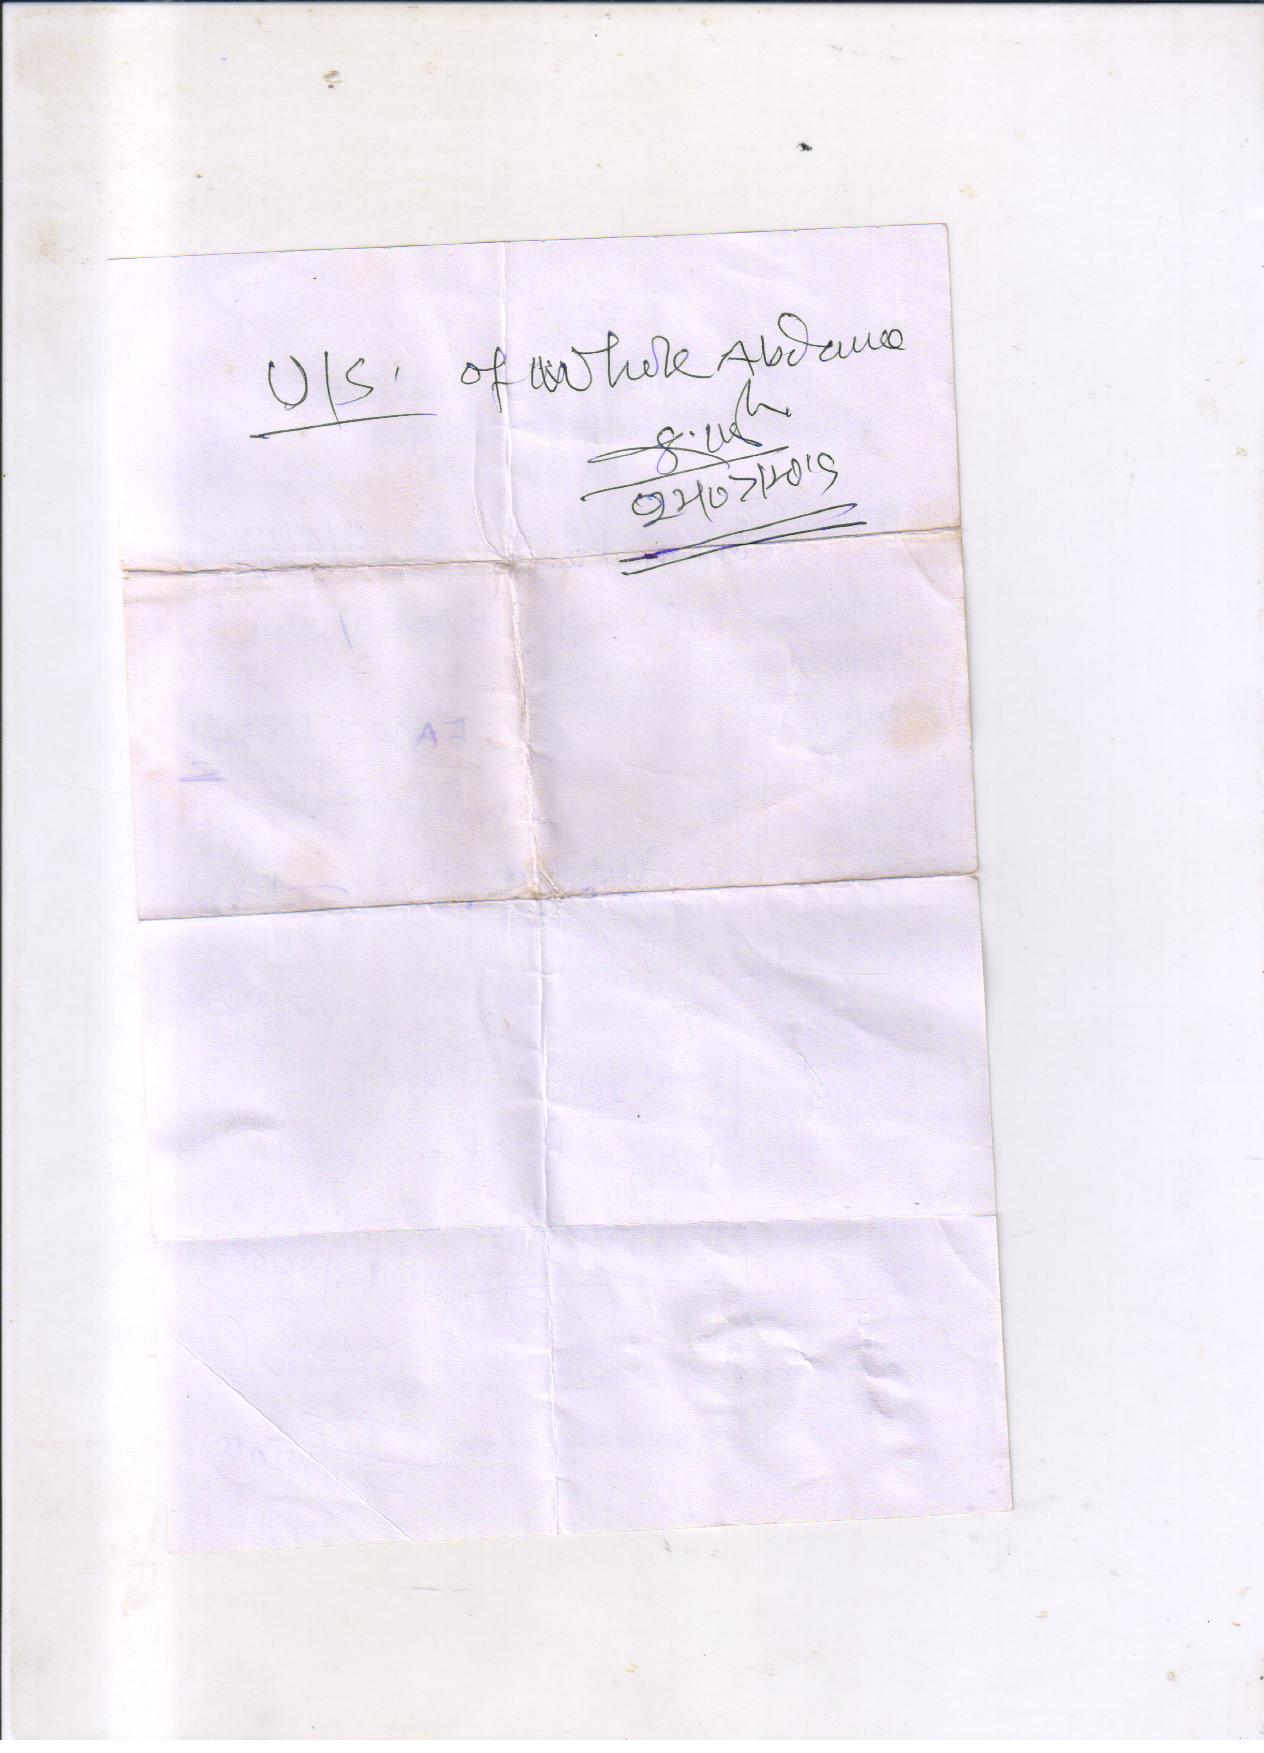 U/S. of Whole Abdomen
22/07/2019